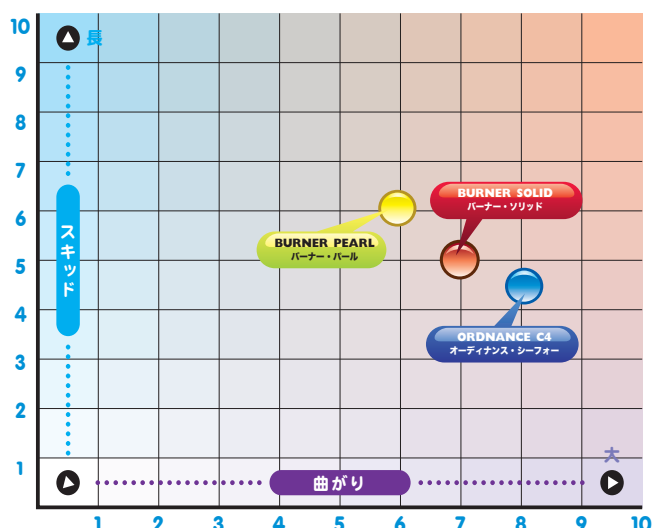 10
長
9
8
7
BURNER SOLID
バーナー・ソリッド
6
スキッド
BURNER PEARL
バーナー・パール
5
4
ORDNANCE C4
オーディナンス・シーフォー
3
2
大
1
曲がり
1 2 3 4 5 6 7 8 9 10